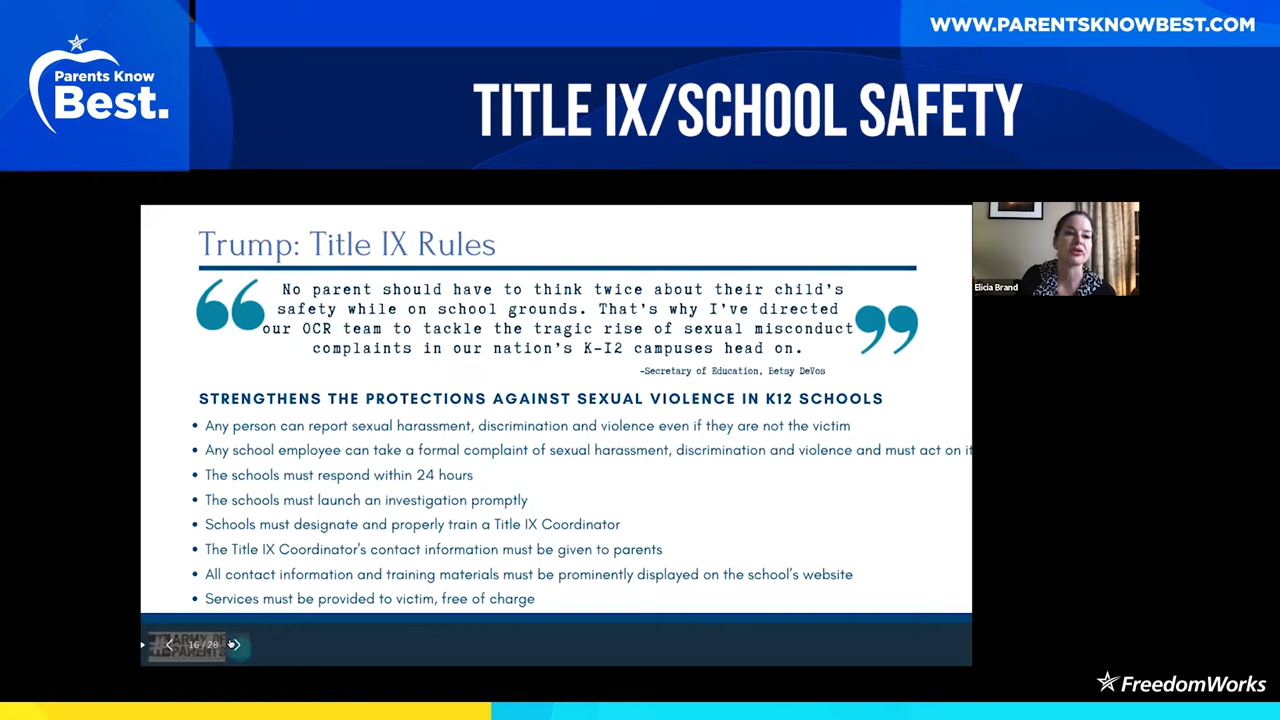 WWW.PARENTSKNOWBEST.COM
Parents Know
Best.
TITLE IX/SCHOOL SAFETY
Trump: Title IX Rules
No parent should have to think twice about their child's
safety while on school grounds. That's why I've directed
our OCR team to tackle the tragic rise of sexual misconduct
complaints in our nation's K-12 campuses head on.
-Secretary of Education, Betsy DeVos
Elicia Brand
STRENGTHENS THE PROTECTIONS AGAINST SEXUAL VIOLENCE IN K12 SCHOOLS
• Any person can report sexual harassment, discrimination and violence even if they are not the victim
• Any school employee can take a formal complaint of sexual harassment, discrimination and violence and must act on it
• The schools must respond within 24 hours
• The schools must launch an investigation promptly
• Schools must designate and properly train a Title IX Coordinator
• The Title IX Coordinator's contact information must be given to parents
• All contact information and training materials must be prominently displayed on the school's website
• Services must be provided to victim, free of charge
ARMY OF
PARENTS
16 / 28
FreedomWorks